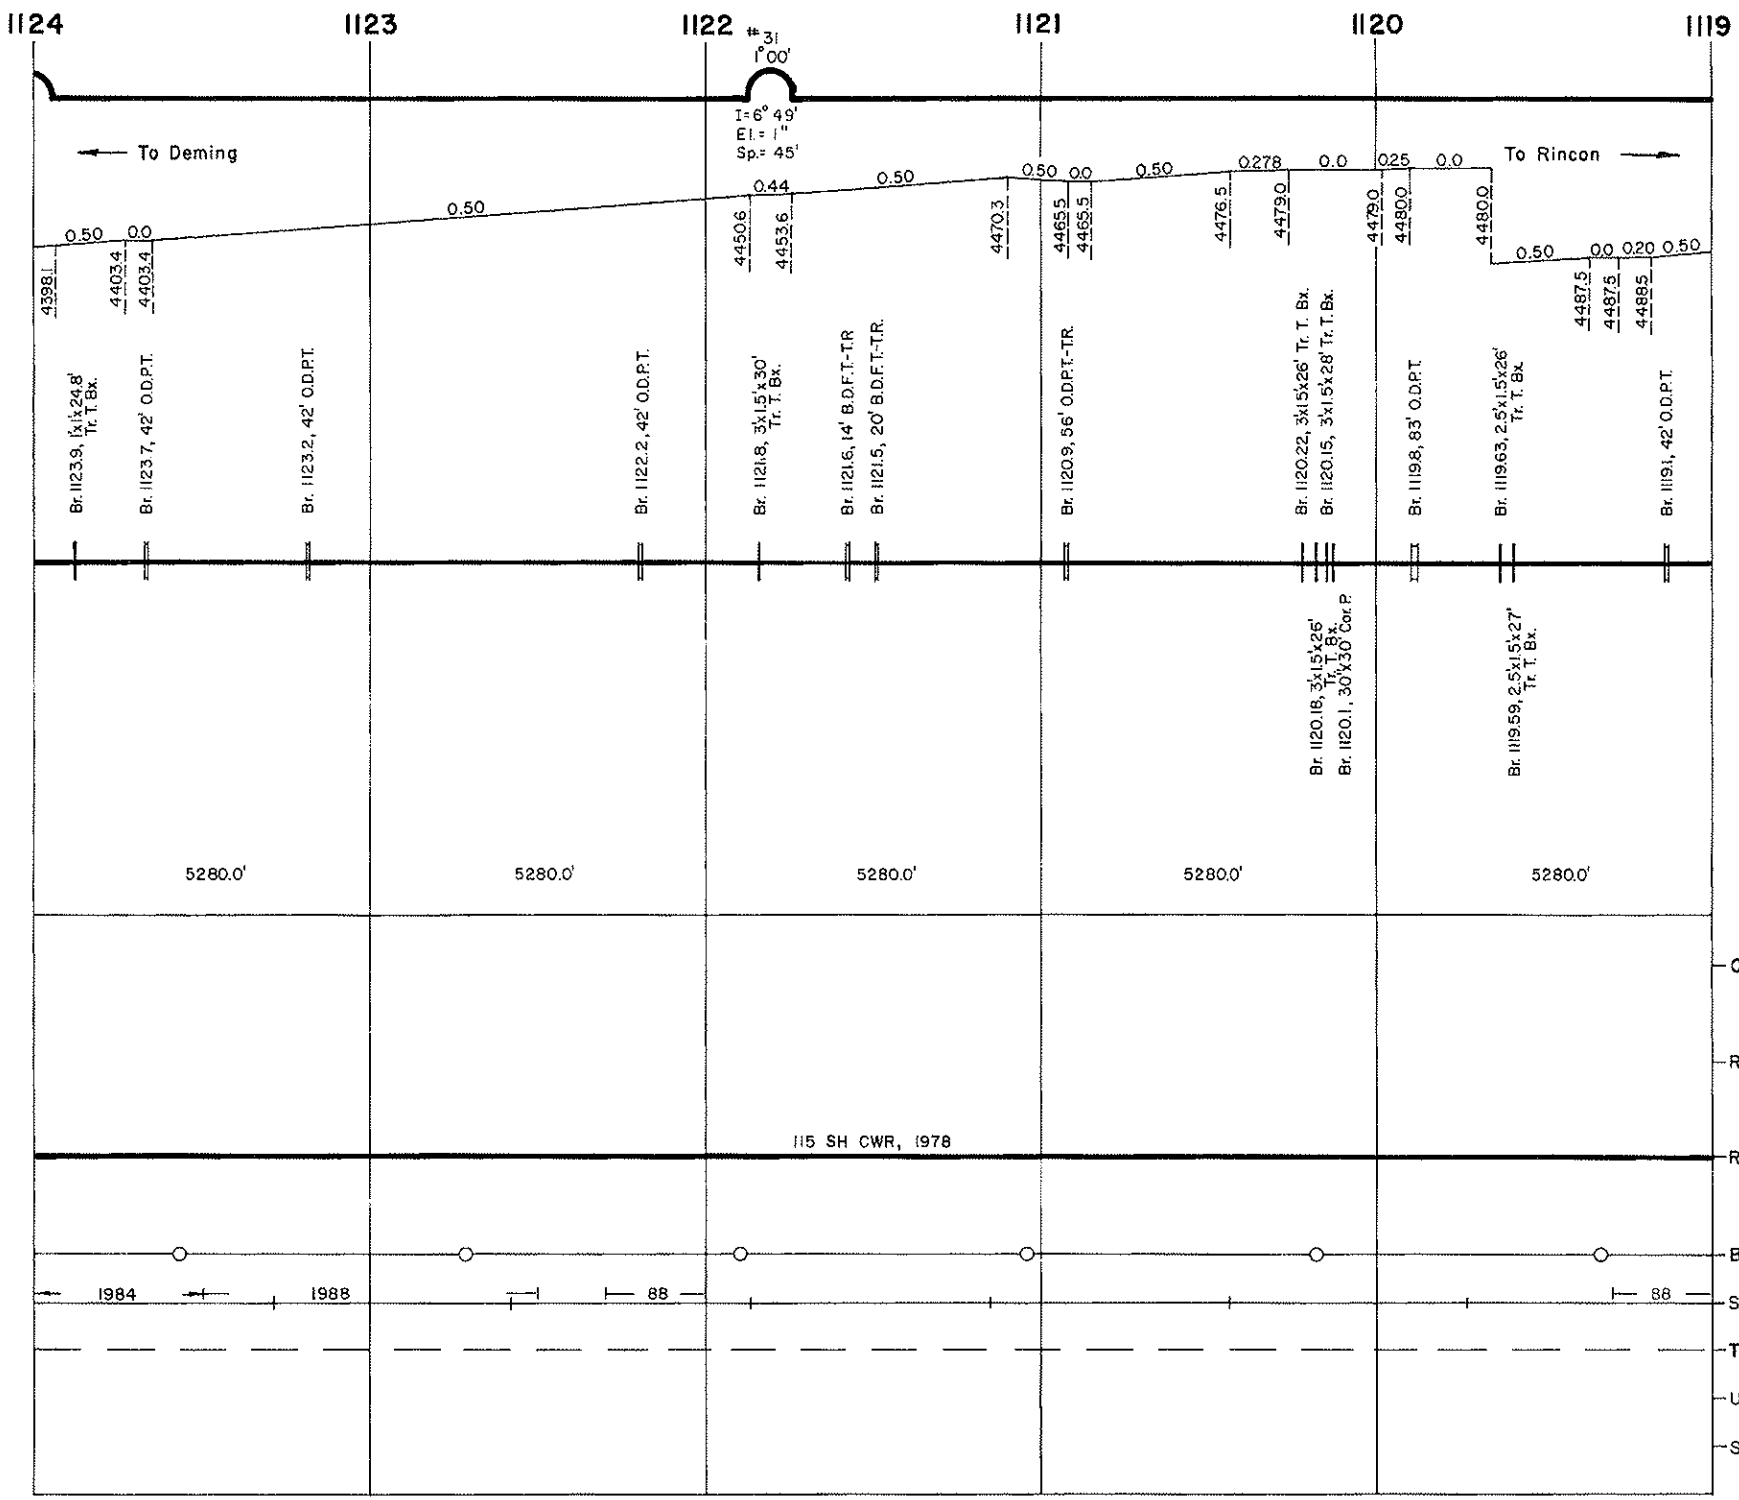 1124 1123 1122 1121 1120 1119
#31
1°00'
I=6°49'
El.= 1"
Sp.= 45'
To Deming
To Rincon
0.50 0.0 0.50 0.44 0.50 0.50 0.0 0.50 0.278 0.0 0.25 0.0
0.50 0.0 0.20 0.50
4398.1
4403.4
4403.4
4450.6
4453.6
4470.3
4465.5
4465.5
4476.5
4479.0
4479.0
4480.0
4480.0
4487.5
4487.5
4488.5
Br. 1123.9, 1'x1'x24.8'
Tr. T. Bx.
Br. 1123.7, 42' O.D.P.T.
Br. 1123.2, 42' O.D.P.T.
Br. 1122.2, 42' O.D.P.T.
Br. 1121.8, 3'x1.5'x30'
Tr. T. Bx.
Br. 1121.6, 14' B.D.F.T.-T.R
Br. 1121.5, 20' B.D.F.T.-T.R.
Br. 1120.9, 56' O.D.P.T.-T.R.
Br. 1120.22, 3'x1.5'x26' Tr. T. Bx.
Br. 1120.15, 3'x1.5'x28' Tr. T. Bx.
Br. 1119.8, 83' O.D.P.T.
Br. 1119.63, 2.5'x1.5'x26'
Tr. T. Bx.
Br. 1119.1, 42' O.D.P.T.
Br. 1120.18, 3'x1.5'x26'
Tr. T. Bx.
Br. 1120.1, 30"x30' Cor. P.
Br. 1119.59, 2.5'x1.5'x27'
Tr. T. Bx.
5280.0' 5280.0' 5280.0' 5280.0' 5280.0'
R
115 SH CWR, 1978
R
B
1984 1988 88 88
S
T
U
S